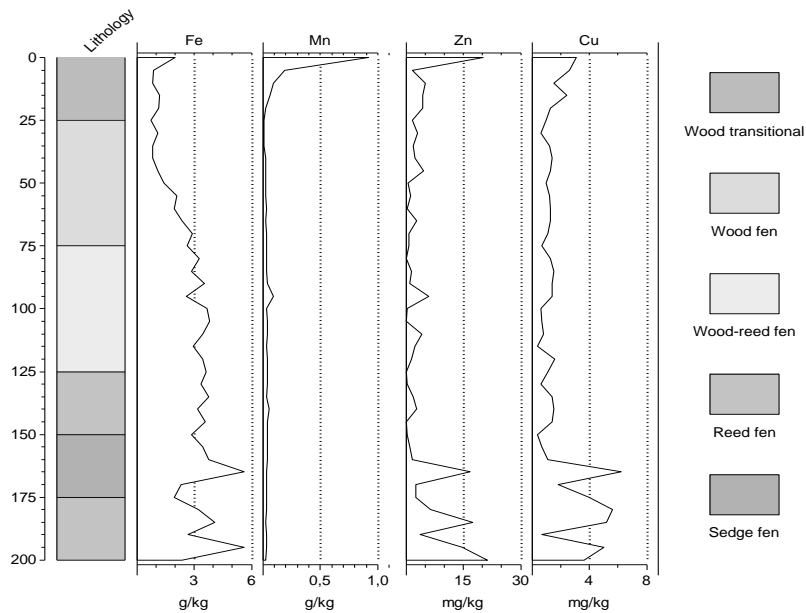 Lithology
Fe Mn Zn Cu
0
25
50
75
100
125
150
175
200
3 6 0,5 1,0 15 30 4 8
g/kg g/kg mg/kg mg/kg
Wood transitional
Wood fen
Wood-reed fen
Reed fen
Sedge fen